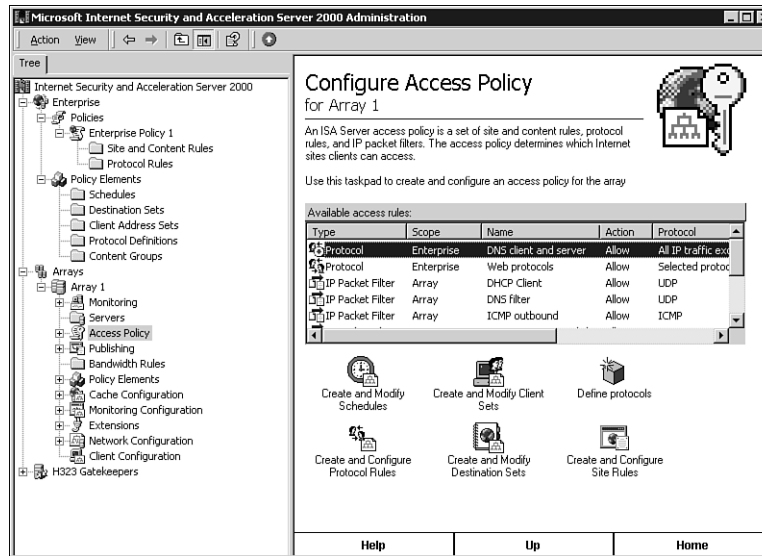 Microsoft Internet Security and Acceleration Server 2000 Administration
Action View
Tree
Internet Security and Acceleration Server 2000
Enterprise
Policies
Enterprise Policy 1
Site and Content Rules
Protocol Rules
Policy Elements
Schedules
Destination Sets
Client Address Sets
Protocol Definitions
Content Groups
Arrays
Array 1
Monitoring
Servers
Access Policy
Publishing
Bandwidth Rules
Policy Elements
Cache Configuration
Monitoring Configuration
Extensions
Network Configuration
Client Configuration
H323 Gatekeepers
Configure Access Policy
for Array 1
An ISA Server access policy is a set of site and content rules, protocol
rules, and IP packet filters. The access policy determines which Internet
sites clients can access.
Use this taskpad to create and configure an access policy for the array
Available access rules:
Type Scope Name Action Protocol
Protocol Enterprise DNS client and server Allow All IP traffic exc
Protocol Enterprise Web protocols Allow Selected protoc
IP Packet Filter Array DHCP Client Allow UDP
IP Packet Filter Array DNS filter Allow UDP
IP Packet Filter Array ICMP outbound Allow ICMP
Create and Modify
Schedules
Create and Modify Client
Sets
Define protocols
Create and Configure
Protocol Rules
Create and Modify
Destination Sets
Create and Configure
Site Rules
Help Up Home